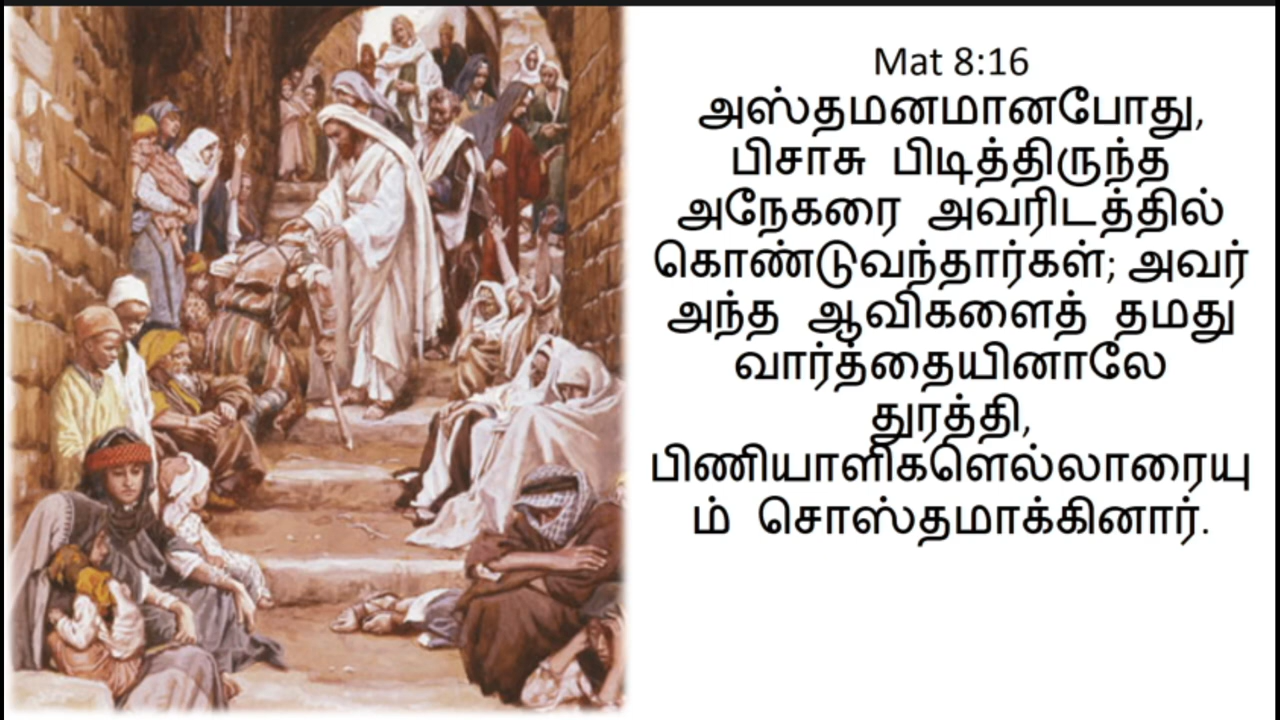 Mat 8:16
அஸ்தமனமானபோது,
பிசாசு பிடித்திருந்த
அநேகரை அவரிடத்தில்
கொண்டுவந்தார்கள்; அவர்
அந்த ஆவிகளைத் தமது
வார்த்தையினாலே
துரத்தி,
பிணியாளிகளெல்லாரையு
ம் சொஸ்தமாக்கினார்.